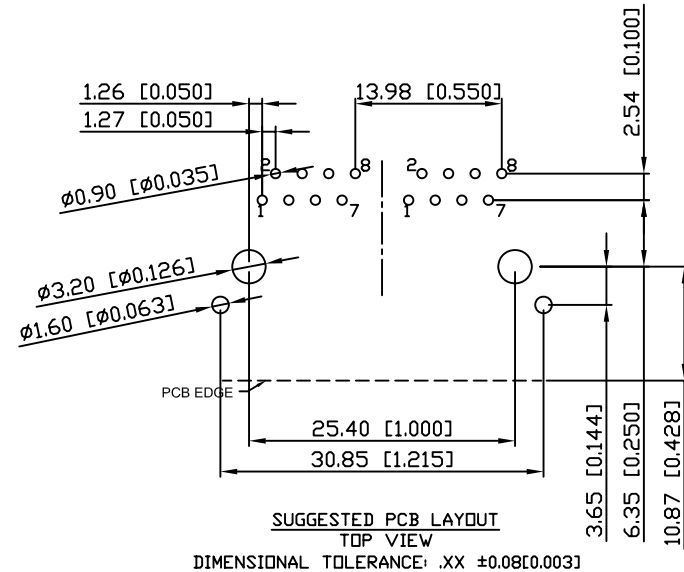 1.26 [0.050]
13.98 [0.550]
2.54 [0.100]
1.27 [0.050]
2 8 2 8
Ø0.90 [Ø0.035]
1 7 1 7
Ø3.20 [Ø0.126]
Ø1.60 [Ø0.063]
PCB EDGE
25.40 [1.000]
30.85 [1.215]
3.65 [0.144]
6.35 [0.250]
10.87 [0.428]
SUGGESTED PCB LAYOUT
TOP VIEW
DIMENSIONAL TOLERANCE: .XX ±0.08[0.003]